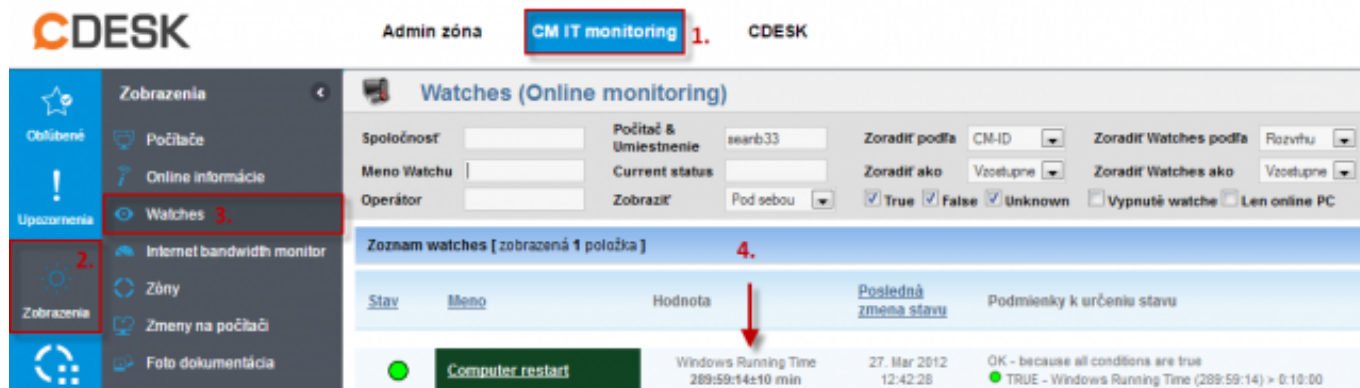 CDESK
Admin zóna
CM IT monitoring
1.
CDESK
Obľúbené
Upozornenia
2.
Zobrazenia
Zobrazenia
Počítače
Online informácie
Watches
3.
Internet bandwidth monitor
Zóny
Zmeny na počítači
Foto dokumentácia
Watches (Online monitoring)
Spoločnosť
Počítač & Umiestnenie
seanb33
Zoradiť podľa
CM-ID
Zoradiť Watches podľa
Rozvrhu
Meno Watchu
Current status
Zoradiť ako
Vzostupne
Zoradiť Watches ako
Vzostupne
Operátor
Zobraziť
Pod sebou
True
False
Unknown
Vypnuté watche
Len online PC
Zoznam watches [ zobrazená 1 položka ]
4.
Stav
Meno
Hodnota
Posledná zmena stavu
Podmienky k určeniu stavu
Computer restart
Windows Running Time
289:59:14±10 min
27. Mar 2012
12:42:28
OK - because all conditions are true
TRUE - Windows Running Time (289:59:14) > 0:10:00